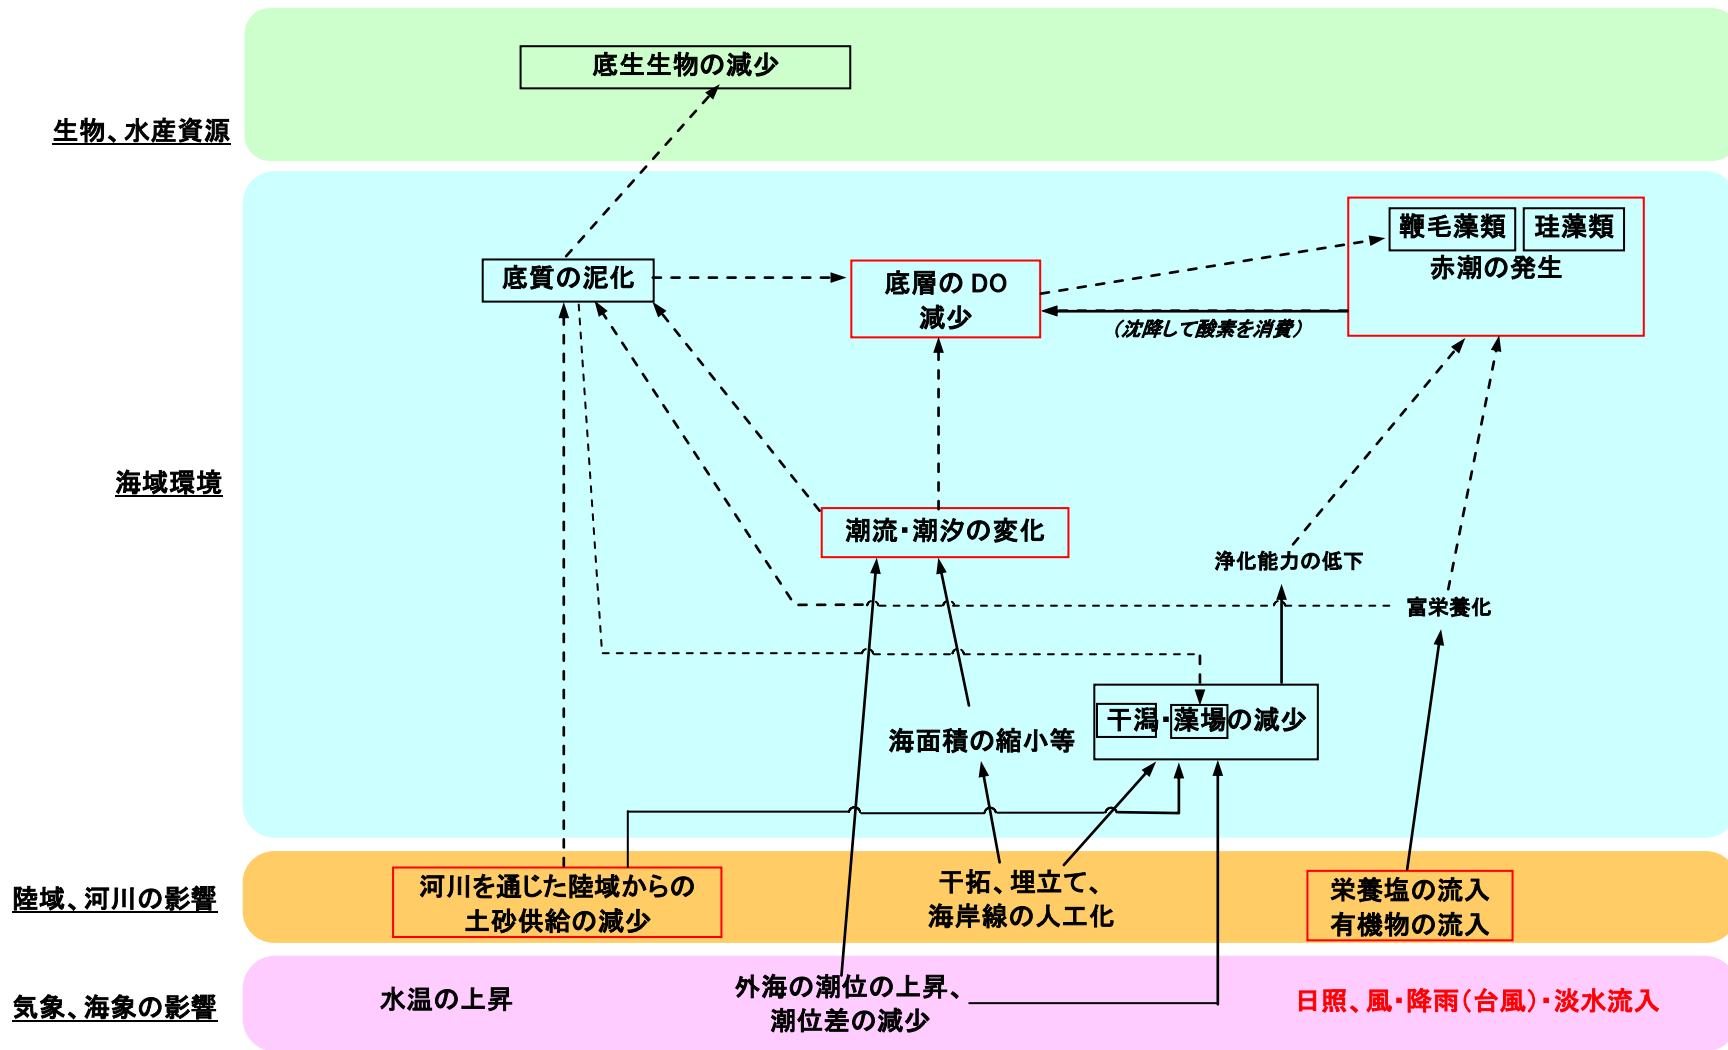 底生生物の減少
生物、水産資源
鞭毛藻類
珪藻類
赤潮の発生
底質の泥化
底層の DO
減少
（沈降して酸素を消費）
海域環境
潮流・潮汐の変化
浄化能力の低下
富栄養化
干潟・藻場の減少
海面積の縮小等
陸域、河川の影響
河川を通じた陸域からの
土砂供給の減少
干拓、埋立て、
海岸線の人工化
栄養塩の流入
有機物の流入
気象、海象の影響
水温の上昇
外海の潮位の上昇、
潮位差の減少
日照、風・降雨（台風）・淡水流入